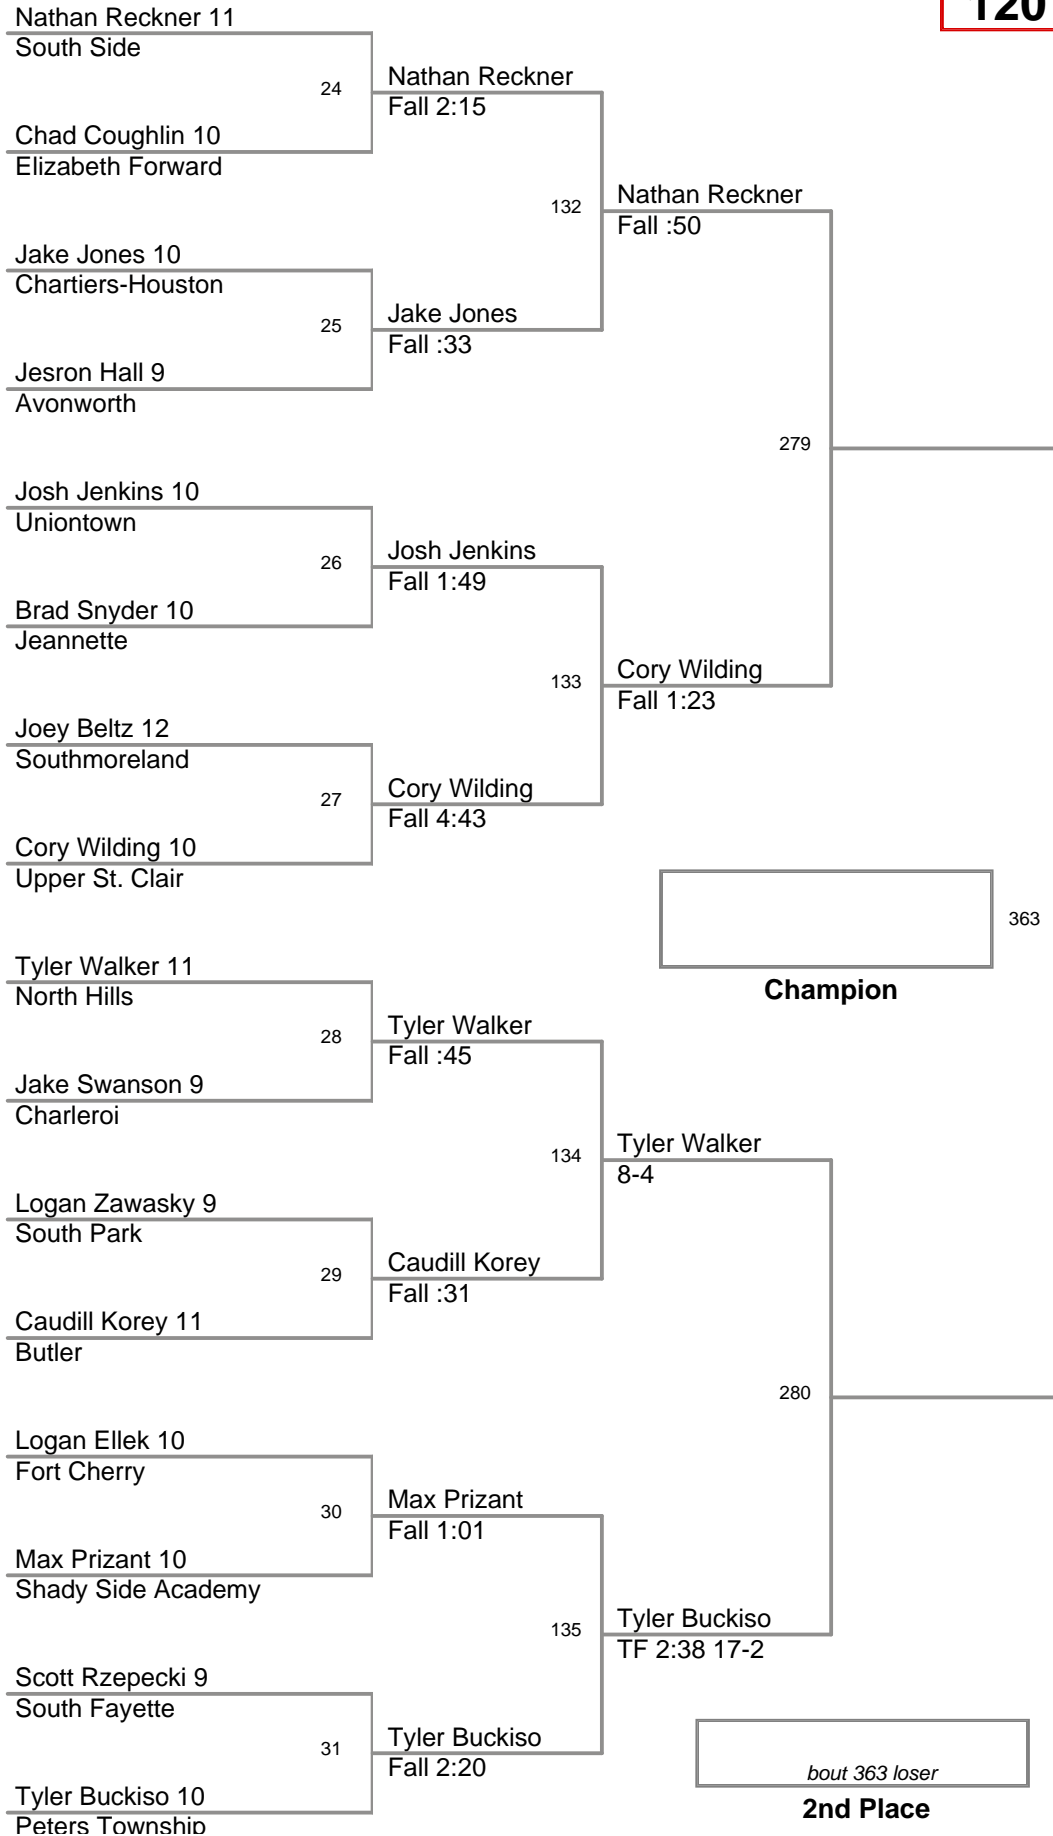 120
Nathan Reckner 11
South Side
24
Nathan Reckner
Fall 2:15
Chad Coughlin 10
Elizabeth Forward
132
Nathan Reckner
Fall :50
Jake Jones 10
Chartiers-Houston
25
Jake Jones
Fall :33
Jesron Hall 9
Avonworth
279
Josh Jenkins 10
Uniontown
26
Josh Jenkins
Fall 1:49
Brad Snyder 10
Jeannette
133
Cory Wilding
Fall 1:23
Joey Beltz 12
Southmoreland
27
Cory Wilding
Fall 4:43
Cory Wilding 10
Upper St. Clair
363
Champion
Tyler Walker 11
North Hills
28
Tyler Walker
Fall :45
Jake Swanson 9
Charleroi
134
Tyler Walker
8-4
Logan Zawasky 9
South Park
29
Caudill Korey
Fall :31
Caudill Korey 11
Butler
280
Logan Ellek 10
Fort Cherry
30
Max Prizant
Fall 1:01
Max Prizant 10
Shady Side Academy
135
Tyler Buckiso
TF 2:38 17-2
Scott Rzepecki 9
South Fayette
31
Tyler Buckiso
Fall 2:20
Tyler Buckiso 10
Peters Township
bout 363 loser
2nd Place